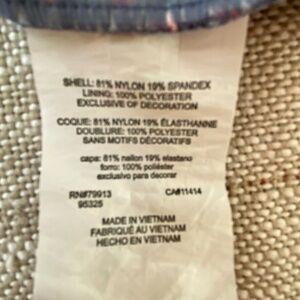 SHELL: 81% NYLON 19% SPANDEX
LINING: 100% POLYESTER
EXCLUSIVE OF DECORATION
COQUE: 81% NYLON 19% ÉLASTHANNE
DOUBLURE: 100% POLYESTER
SANS MOTIFS DÉCORATIFS
capa: 81% nailon 19% elastano
forro: 100% poliéster
exclusivo para decorar
RN#79913 CA#11414
95325
MADE IN VIETNAM
FABRIQUÉ AU VIETNAM
HECHO EN VIETNAM